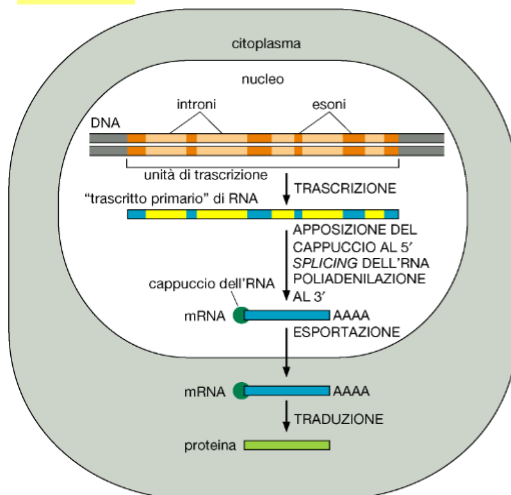 citoplasma
nucleo
introni
esoni
DNA
unità di trascrizione
TRASCRIZIONE
"trascritto primario" di RNA
APPOSIZIONE DEL
CAPPUCCIO AL 5′
SPLICING DELL'RNA
POLIADENILAZIONE
AL 3′
cappuccio dell'RNA
mRNA
AAAA
ESPORTAZIONE
mRNA
AAAA
TRADUZIONE
proteina